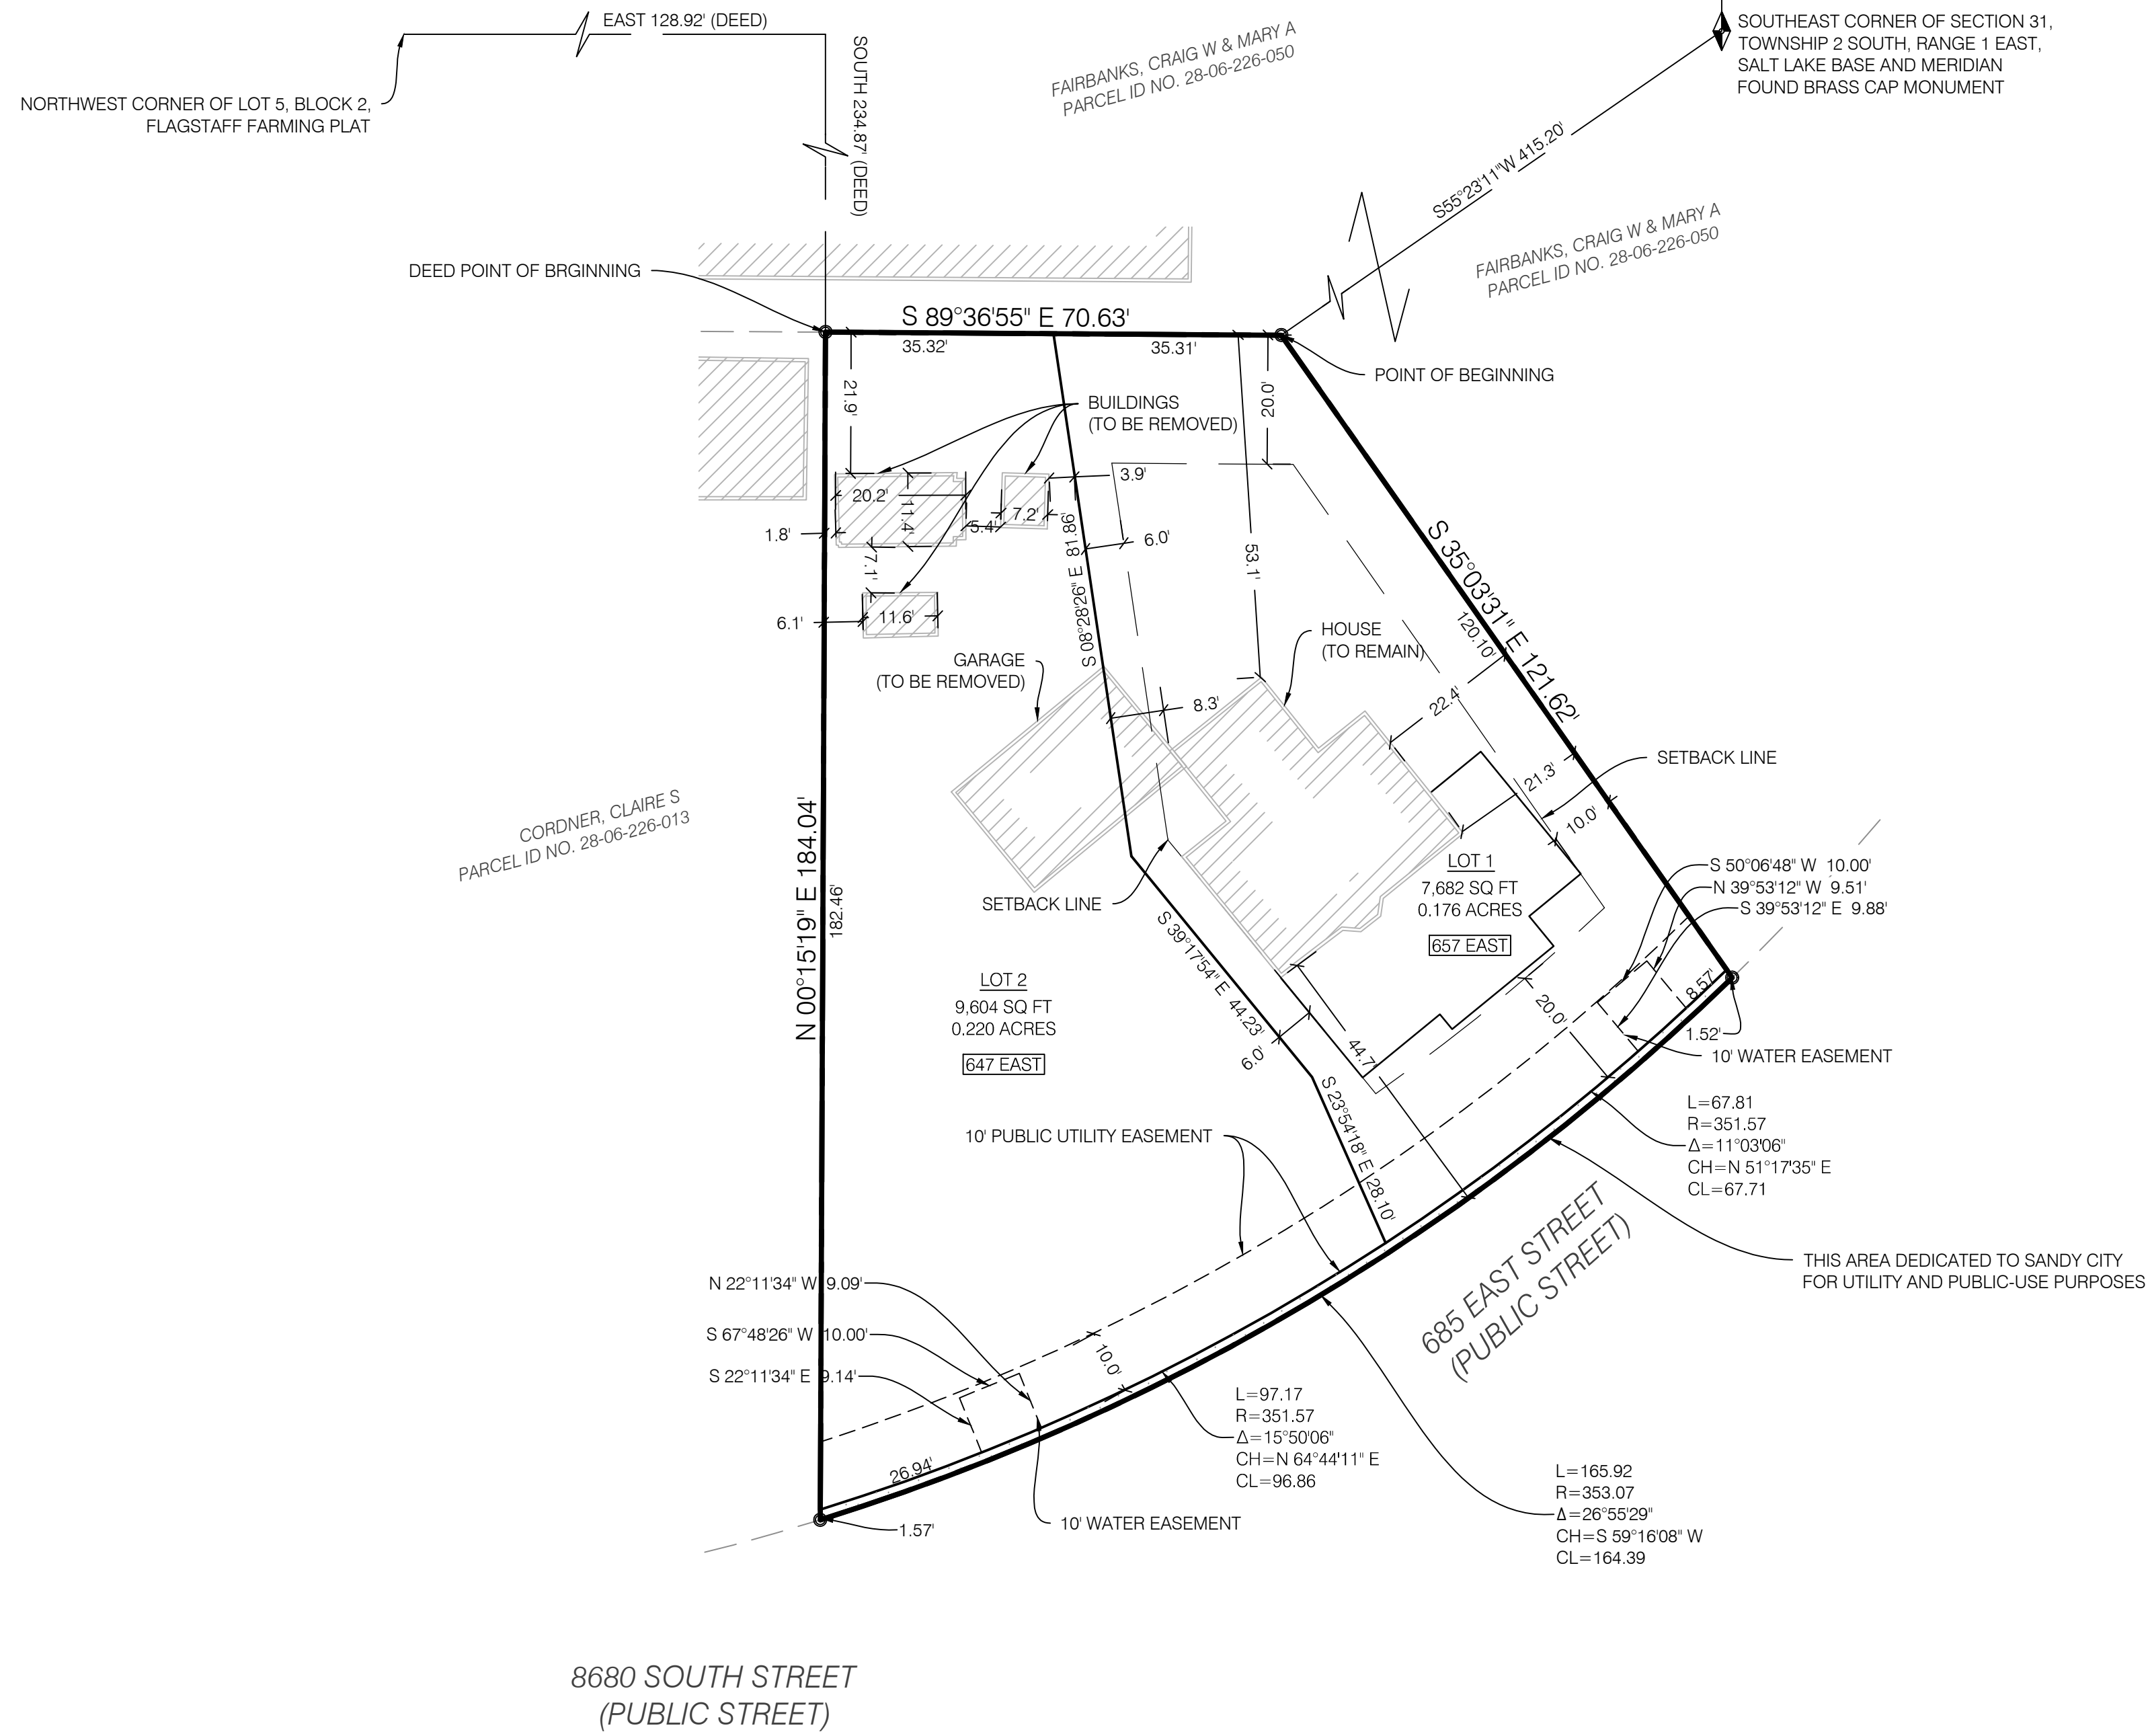 EAST 128.92' (DEED)
SOUTH 234.87' (DEED)
NORTHWEST CORNER OF LOT 5, BLOCK 2,
FLAGSTAFF FARMING PLAT
FAIRBANKS, CRAIG W & MARY A
PARCEL ID NO. 28-06-226-050
SOUTHEAST CORNER OF SECTION 31,
TOWNSHIP 2 SOUTH, RANGE 1 EAST,
SALT LAKE BASE AND MERIDIAN
FOUND BRASS CAP MONUMENT
S55°23'11"W 415.20'
FAIRBANKS, CRAIG W & MARY A
PARCEL ID NO. 28-06-226-050
DEED POINT OF BRGINNING
S 89°36'55" E 70.63'
35.32'
35.31'
POINT OF BEGINNING
21.9'
20.0'
BUILDINGS
(TO BE REMOVED)
3.9'
20.2'
11.4'
5.4'
7.2'
1.8'
7.1'
6.0'
53.1'
S 08°28'26" E 81.86'
6.1'
11.6'
S 35°03'31" E 121.62'
120.10'
HOUSE
(TO REMAIN)
GARAGE
(TO BE REMOVED)
8.3'
22.4'
21.3'
10.0'
SETBACK LINE
CORDNER, CLAIRE S
PARCEL ID NO. 28-06-226-013
N 00°15'19" E 184.04'
182.46'
SETBACK LINE
LOT 1
7,682 SQ FT
0.176 ACRES
657 EAST
S 50°06'48" W 10.00'
N 39°53'12" W 9.51'
S 39°53'12" E 9.88'
S 39°17'54" E 44.23'
6.0'
LOT 2
9,604 SQ FT
0.220 ACRES
647 EAST
44.7'
20.0'
8.57'
1.52'
10' WATER EASEMENT
L=67.81
R=351.57
Δ=11°03'06"
CH=N 51°17'35" E
CL=67.71
S 23°54'18" E 28.10'
10' PUBLIC UTILITY EASEMENT
685 EAST STREET
(PUBLIC STREET)
THIS AREA DEDICATED TO SANDY CITY
FOR UTILITY AND PUBLIC-USE PURPOSES
N 22°11'34" W 9.09'
S 67°48'26" W 10.00'
S 22°11'34" E 9.14'
10.0'
26.94'
1.57'
10' WATER EASEMENT
L=97.17
R=351.57
Δ=15°50'06"
CH=N 64°44'11" E
CL=96.86
L=165.92
R=353.07
Δ=26°55'29"
CH=S 59°16'08" W
CL=164.39
8680 SOUTH STREET
(PUBLIC STREET)